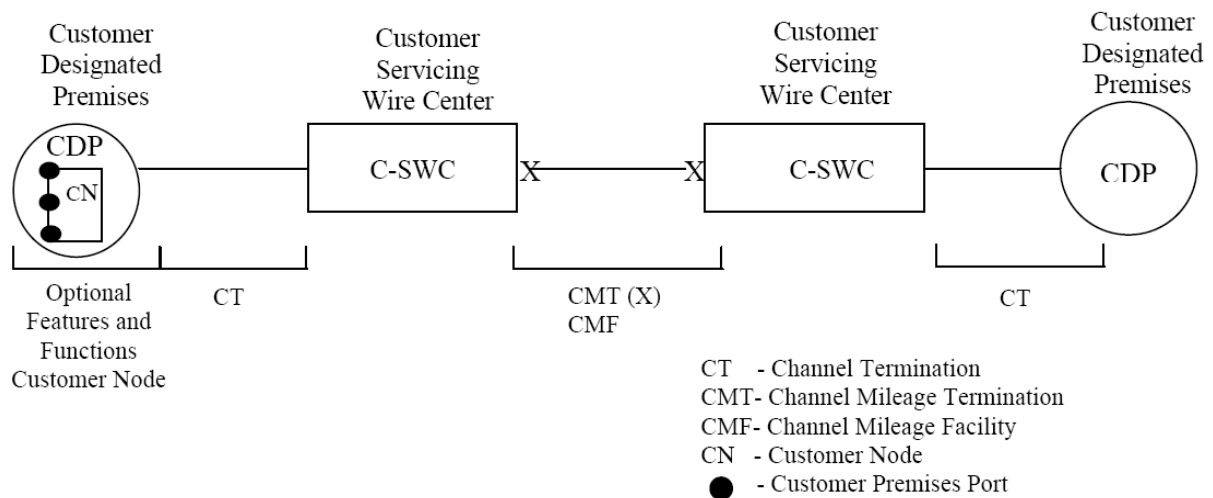 Customer
Designated
Premises
Customer
Servicing
Wire Center
Customer
Servicing
Wire Center
Customer
Designated
Premises
CDP
CN
C-SWC
X
X
C-SWC
CDP
Optional
Features and
Functions
Customer Node
CT
CMT (X)
CMF
CT
CT - Channel Termination
CMT- Channel Mileage Termination
CMF- Channel Mileage Facility
CN - Customer Node
- Customer Premises Port